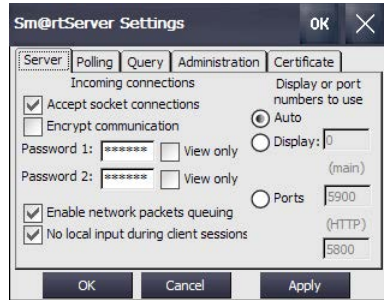 Sm@rtServer Settings OK
Server Polling Query Administration Certificate
Incoming connections
Accept socket connections
Encrypt communication
Password 1: ****** View only
Password 2: ****** View only
Enable network packets queuing
No local input during client sessions
Display or port
numbers to use
Auto
Display: 0
(main)
Ports 5900
(HTTP)
5800
OK Cancel Apply